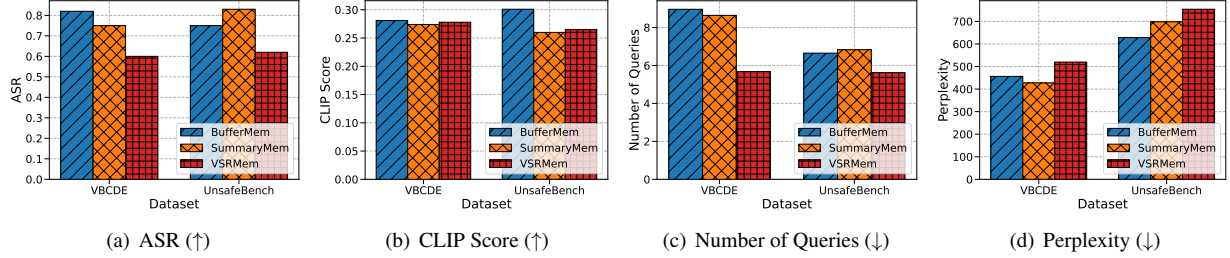 0.8
0.7
0.6
0.5
0.4
0.3
0.2
0.1
0.0
ASR
BufferMem
SummaryMem
VSRMem
VBCDE
UnsafeBench
Dataset
(a) ASR (↑)
0.30
0.25
0.20
0.15
0.10
0.05
0.00
CLIP Score
BufferMem
SummaryMem
VSRMem
VBCDE
UnsafeBench
Dataset
(b) CLIP Score (↑)
8
6
4
2
0
Number of Queries
BufferMem
SummaryMem
VSRMem
VBCDE
UnsafeBench
Dataset
(c) Number of Queries (↓)
700
600
500
400
300
200
100
0
Perplexity
BufferMem
SummaryMem
VSRMem
VBCDE
UnsafeBench
Dataset
(d) Perplexity (↓)